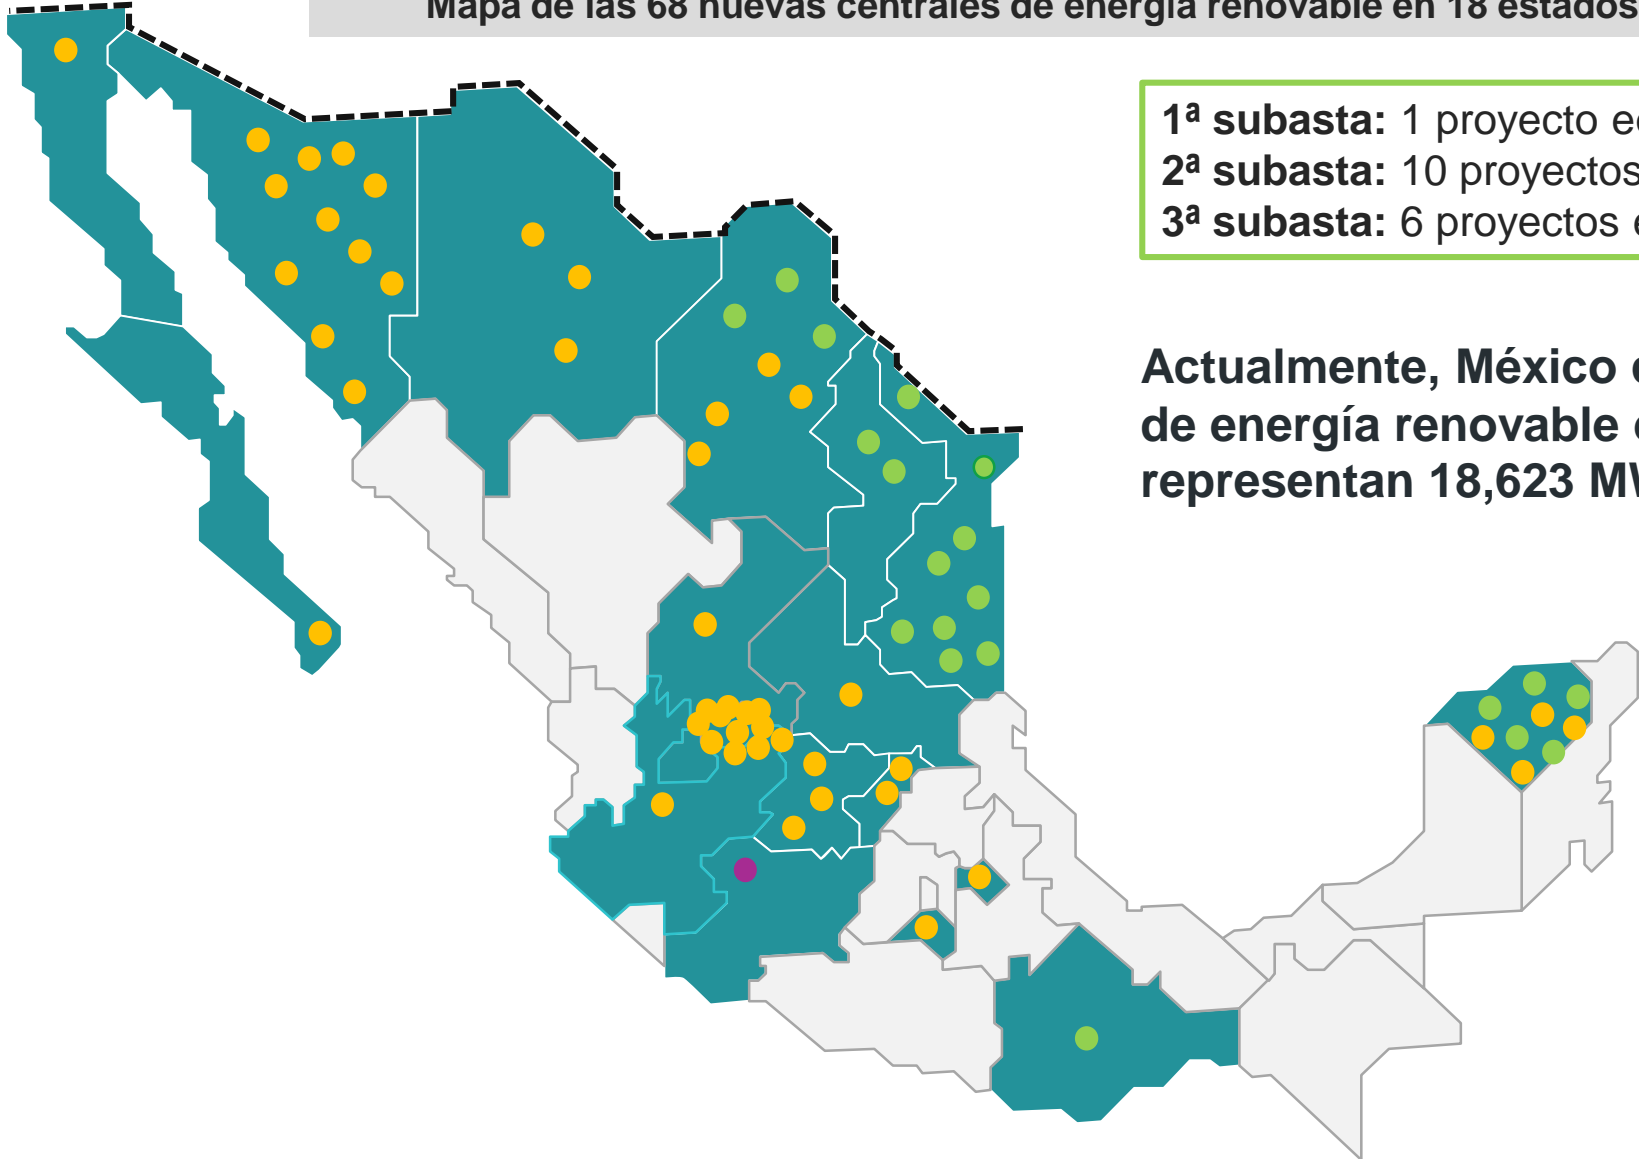 Mapa de las 68 nuevas centrales de energía renovable en 18 estados
1ª subasta: 1 proyecto
2ª subasta: 10 proyectos
3ª subasta: 6 proyectos
Actualmente, México
de energía renovable
representan 18,623